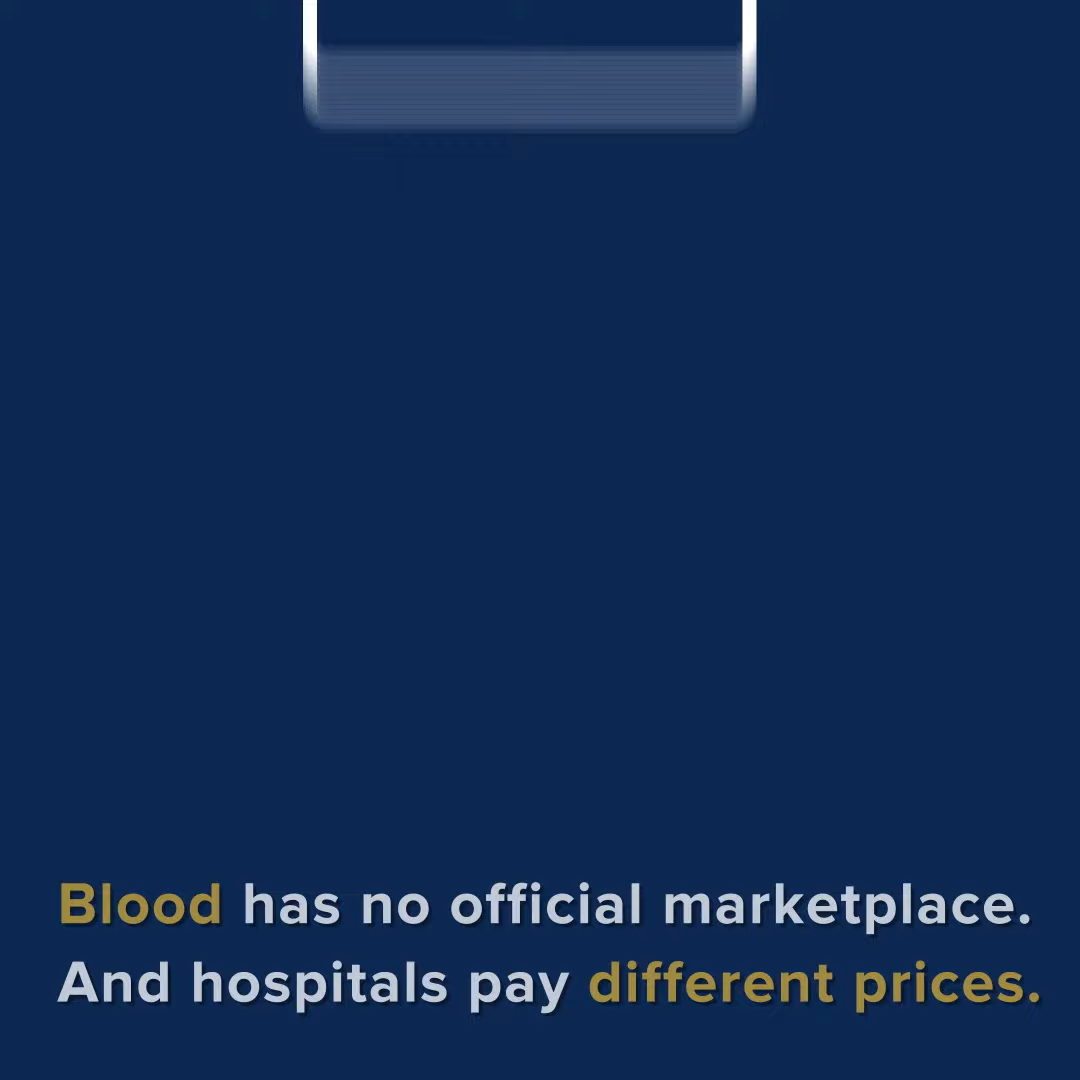 Blood has no official marketplace.
And hospitals pay different prices.